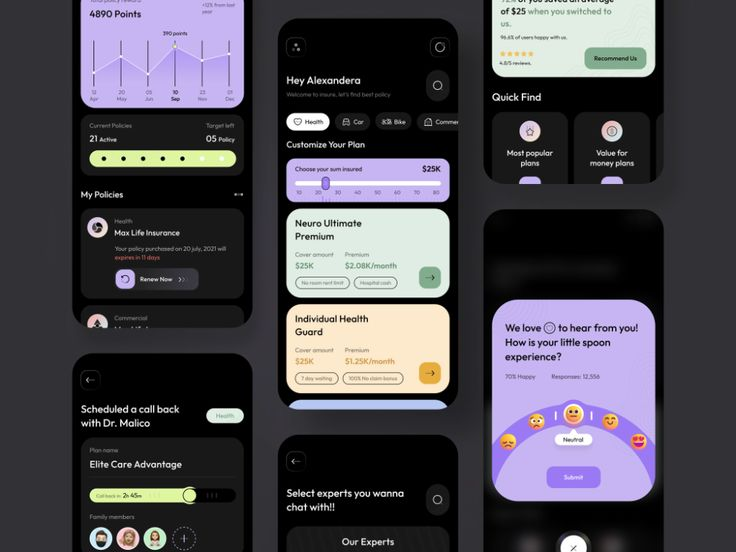 Total policy reward
4890 Points
+12% from last
year
390 points
12
Apr
20
May
05
Jun
10
Sep
23
Nov
01
Dec
Current Policies
Target left
21 Active
05 Policy
My Policies
Health
Max Life Insurance
Your policy purchased on 20 july, 2021 will
expires in 11 days
Renew Now
Commercial
Scheduled a call back
with Dr. Malico
Health
Plan name
Elite Care Advantage
Call back in 2h 45m
Family members
Hey Alexandera
Welcome to insure, let's find best policy
Health
Car
Bike
Commer
Customize Your Plan
Choose your sum insured
$25K
10 20 30 40 50 60 70 80
Neuro Ultimate
Premium
Cover amount
Premium
$25K
$2.08K/month
No room rent limit
Hospital cash
Individual Health
Guard
Cover amount
Premium
$25K
$1.25K/month
7 day waiting
100% No claim bonus
Select experts you wanna
chat with!!
Our Experts
92% of you saved an average
of $25 when you switched to
us.
96.6% of users happy with us.
4.8/5 reviews.
Recommend Us
Quick Find
Most popular
plans
Value for
money plans
We love to hear from you!
How is your little spoon
experience?
70% Happy
Responses: 12,556
Neutral
Submit